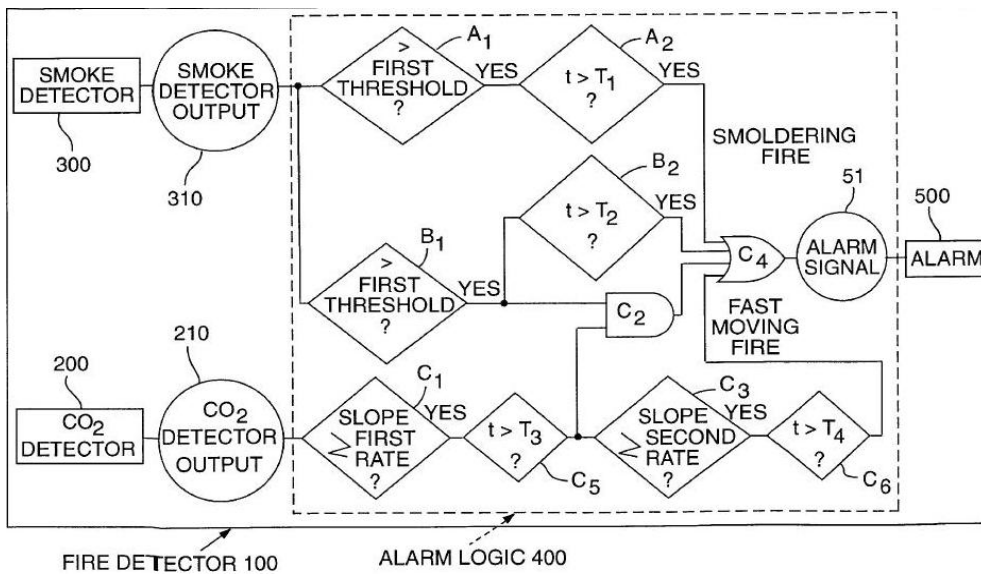 SMOKE
DETECTOR
300
SMOKE
DETECTOR
OUTPUT
310
>
FIRST
THRESHOLD
?
A1
YES
t > T1
?
A2
YES
SMOLDERING
FIRE
>
FIRST
THRESHOLD
?
B1
YES
t > T2
?
B2
YES
C2
C4
51
ALARM
SIGNAL
500
ALARM
FAST
MOVING
FIRE
200
CO2
DETECTOR
210
CO2
DETECTOR
OUTPUT
C1
SLOPE
≥ FIRST
RATE
?
YES
t > T3
?
C5
C3
SLOPE
≥ SECOND
RATE
?
YES
t > T4
?
C6
FIRE DETECTOR 100
ALARM LOGIC 400